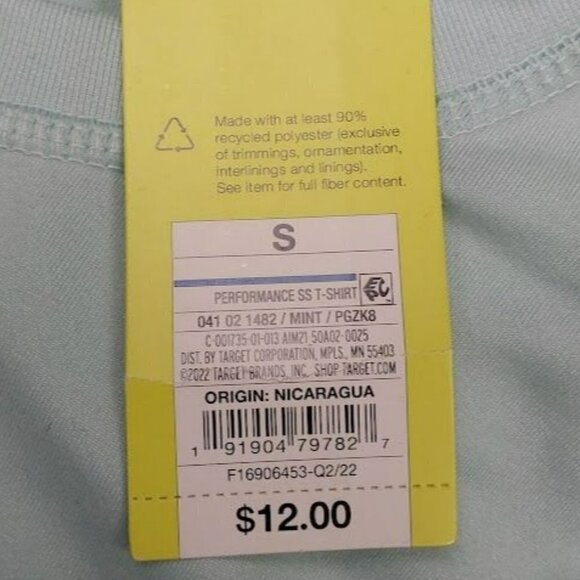 Made with at least 90%
recycled polyester (exclusive
of trimmings, ornamentation,
interlinings and linings).
See item for full fiber content.
S
PERFORMANCE SS T-SHIRT
041 02 1482 / MINT / PGZK8
C-001735-01-013 AIM21 50A02-0025
DIST. BY TARGET CORPORATION, MPLS., MN 55403
©2022 TARGET BRANDS, INC. SHOP TARGET.COM
ORIGIN: NICARAGUA
1 91904 79782 7
F16906453-Q2/22
$12.00